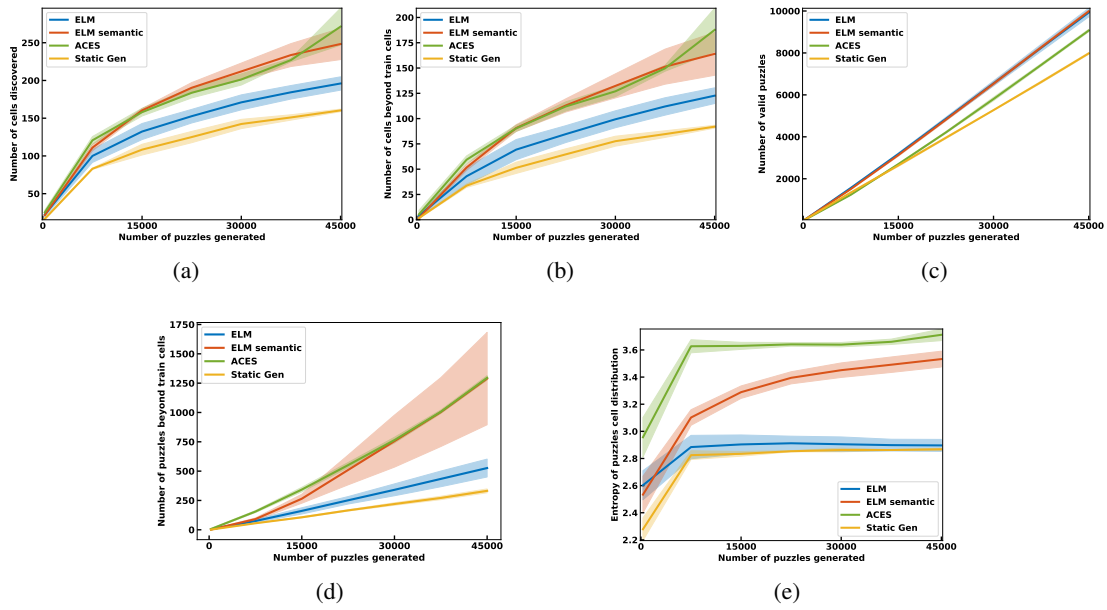 Number of cells discovered
250
200
150
100
50
ELM
ELM semantic
ACES
Static Gen
0 15000 30000 45000
Number of puzzles generated
(a)
Number of cells beyond train cells
200
175
150
125
100
75
50
25
0
ELM
ELM semantic
ACES
Static Gen
0 15000 30000 45000
Number of puzzles generated
(b)
Number of valid puzzles
10000
8000
6000
4000
2000
ELM
ELM semantic
ACES
Static Gen
0 15000 30000 45000
Number of puzzles generated
(c)
Number of puzzles beyond train cells
1750
1500
1250
1000
750
500
250
0
ELM
ELM semantic
ACES
Static Gen
0 15000 30000 45000
Number of puzzles generated
(d)
Entropy of puzzles cell distribution
3.6
3.4
3.2
3.0
2.8
2.6
2.4
2.2
ELM
ELM semantic
ACES
Static Gen
0 15000 30000 45000
Number of puzzles generated
(e)